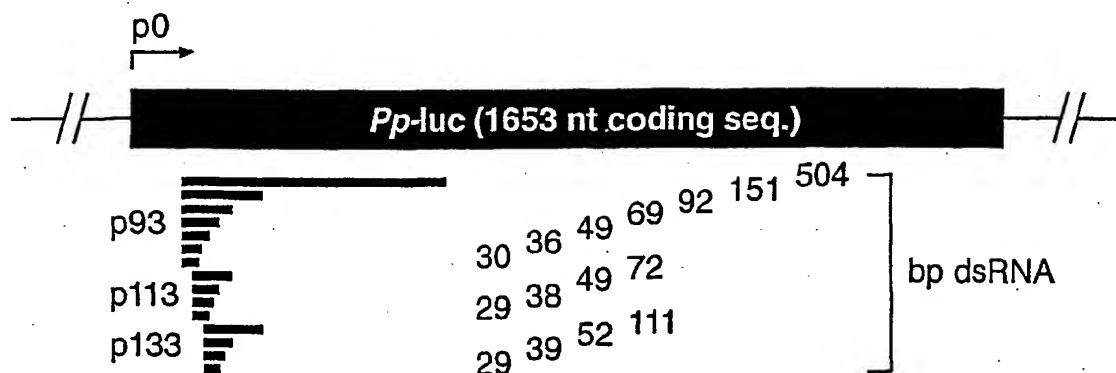 p0
Pp-luc (1653 nt coding seq.)
p93
30 36 49 69 92 151 504
p113
29 38 49 72
p133
29 39 52 111
bp dsRNA